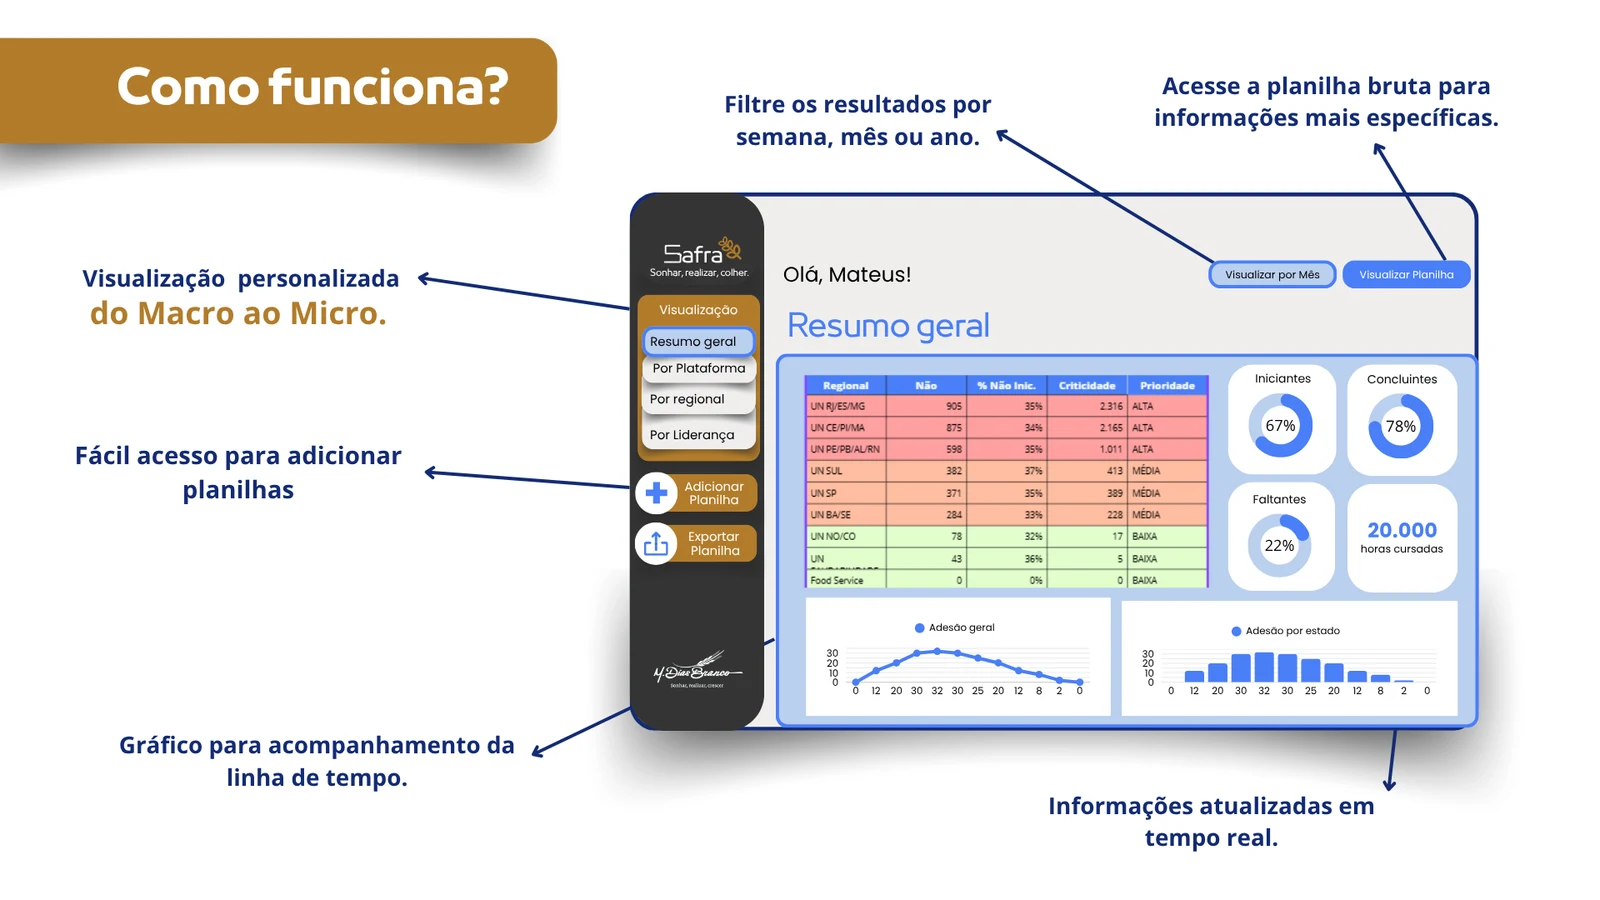 Como funciona?
Filtre os resultados por
semana, mês ou ano.
Acesse a planilha bruta para
informações mais específicas.
Visualização personalizada
do Macro ao Micro.
Fácil acesso para adicionar
planilhas
Gráfico para acompanhamento da
linha de tempo.
Safra
Sonhar, realizar, colher.
Visualização
Resumo geral
Por Plataforma
Por regional
Por Liderança
Adicionar
Planilha
Exportar
Planilha
M. Dias Branco
Sonhar, realizar, crescer
Olá, Mateus!
Visualizar por Mês
Visualizar Planilha
Resumo geral
Regional Não % Não Inic. Criticidade Prioridade
UN RJ/ES/MG 905 35% 2.316 ALTA
UN CE/PI/MA 875 34% 2.165 ALTA
UN PE/PB/AL/RN 598 35% 1.011 ALTA
UN SUL 382 37% 413 MÉDIA
UN SP 371 35% 389 MÉDIA
UN BA/SE 284 33% 228 MÉDIA
UN NO/CO 78 32% 17 BAIXA
UN 43 36% 5 BAIXA
Food Service 0 0% 0 BAIXA
Iniciantes
67%
Concluintes
78%
Faltantes
22%
20.000
horas cursadas
Adesão geral
30
20
10
0
0 12 20 30 32 30 25 20 12 8 2 0
Adesão por estado
30
20
10
0
0 12 20 30 32 30 25 20 12 8 2 0
Informações atualizadas em
tempo real.